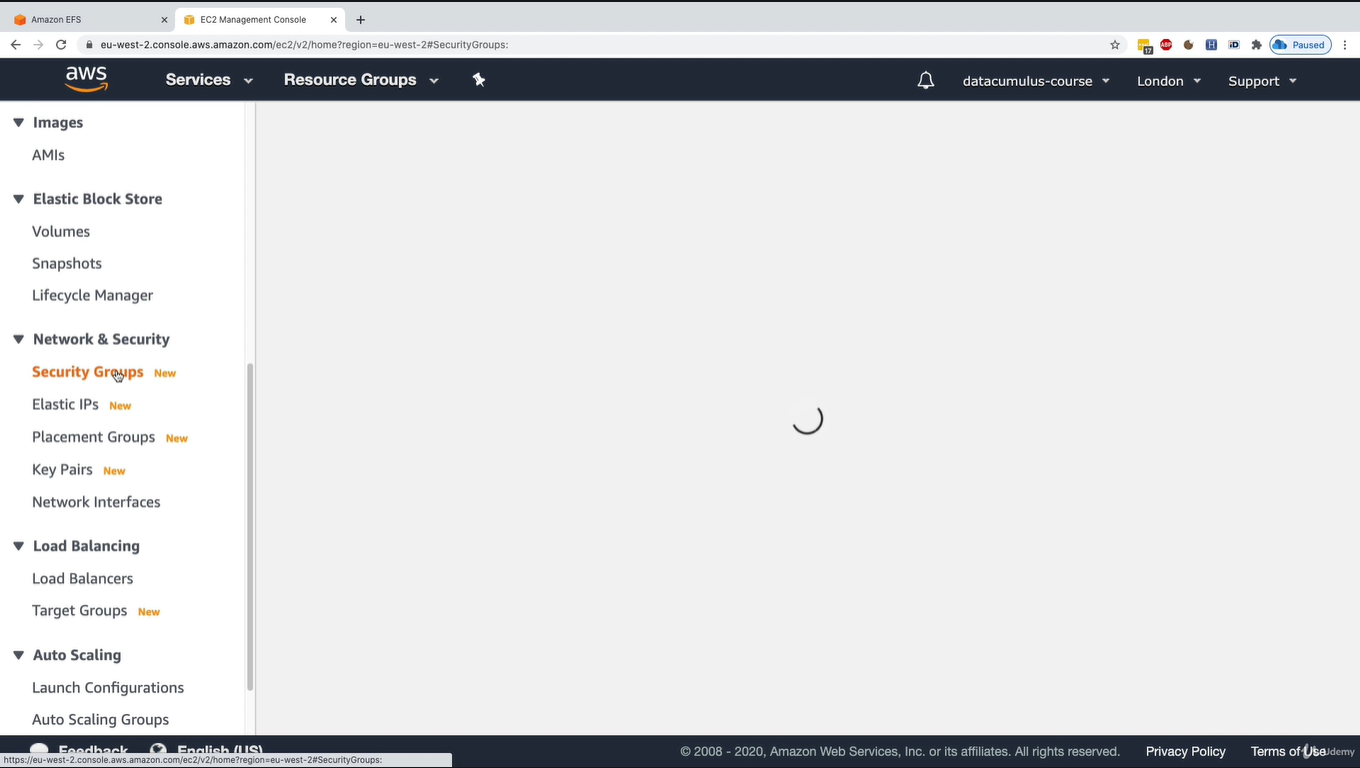 Amazon EFS
EC2 Management Console
eu-west-2.console.aws.amazon.com/ec2/v2/home?region=eu-west-2#SecurityGroups:
17
ABP
H
iD
Paused
aws
Services
Resource Groups
datacumulus-course
London
Support
Images
AMIs
Elastic Block Store
Volumes
Snapshots
Lifecycle Manager
Network & Security
Security Groups New
Elastic IPs New
Placement Groups New
Key Pairs New
Network Interfaces
Load Balancing
Load Balancers
Target Groups New
Auto Scaling
Launch Configurations
Auto Scaling Groups
Feedback
English (US)
© 2008 - 2020, Amazon Web Services, Inc. or its affiliates. All rights reserved.
Privacy Policy
Terms of Use
Udemy
https://eu-west-2.console.aws.amazon.com/ec2/v2/home?region=eu-west-2#SecurityGroups: